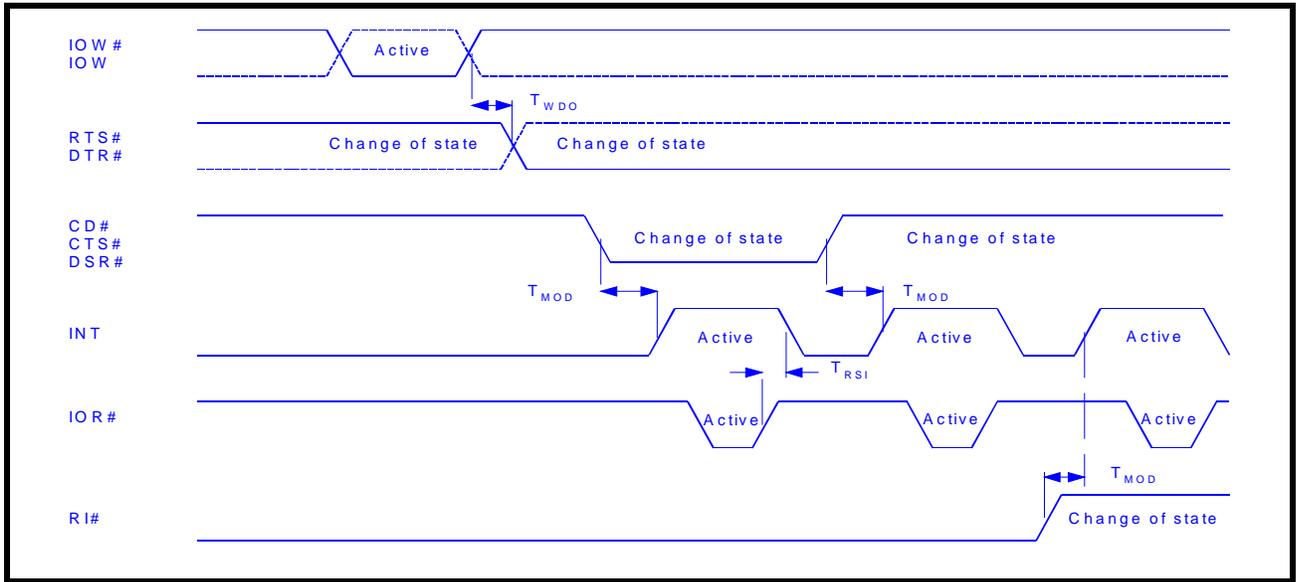 IOW#
IOW
Active
TWDO
RTS#
DTR#
Change of state
Change of state
CD#
CTS#
DSR#
Change of state
Change of state
TMOD
TMOD
INT
Active
Active
Active
TRSI
IOR#
Active
Active
Active
TMOD
RI#
Change of state